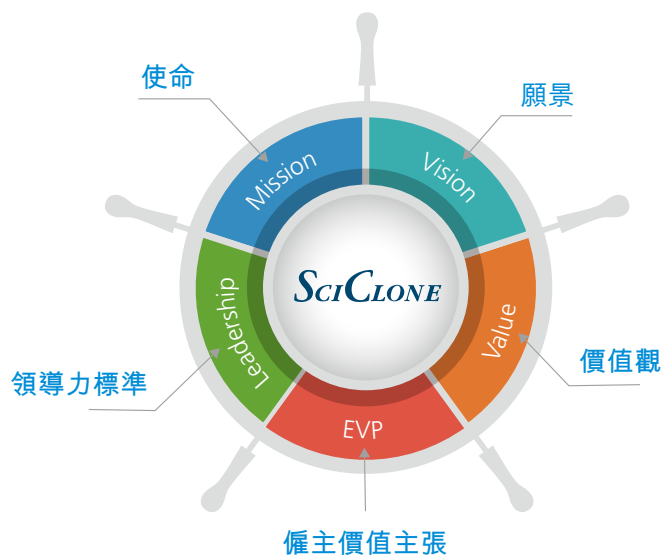 使命
願景
Mission
Vision
SCICLONE
Leadership
Value
領導力標準
價值觀
EVP
僱主價值主張